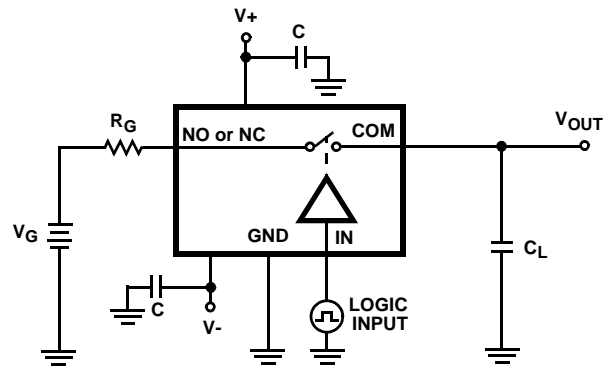 V+
C
RG
NO or NC
COM
VOUT
VG
GND
IN
CL
C
V-
LOGIC
INPUT